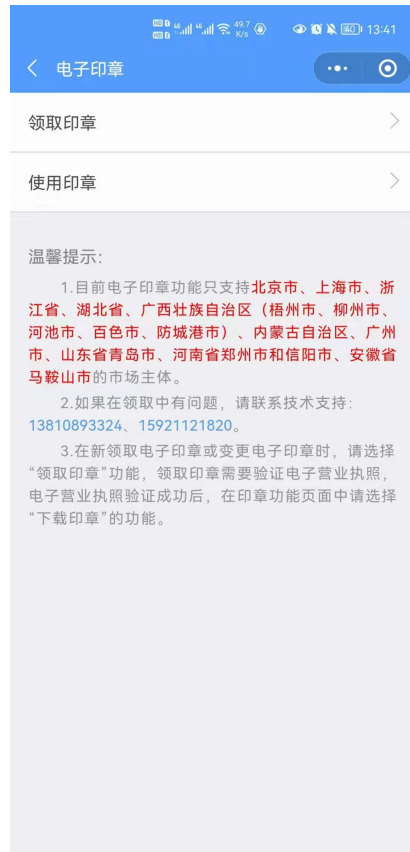 HD 1 46 46 49.7 K/s 40 13:41
电子印章
领取印章
使用印章
温馨提示:
1.目前电子印章功能只支持北京市、上海市、浙
江省、湖北省、广西壮族自治区（梧州市、柳州市、
河池市、百色市、防城港市）、内蒙古自治区、广州
市、山东省青岛市、河南省郑州市和信阳市、安徽省
马鞍山市的市场主体。
2.如果在领取中有问题，请联系技术支持:
13810893324、15921121820。
3.在新领取电子印章或变更电子印章时，请选择
“领取印章”功能，领取印章需要验证电子营业执照，
电子营业执照验证成功后，在印章功能页面中请选择
“下载印章”的功能。